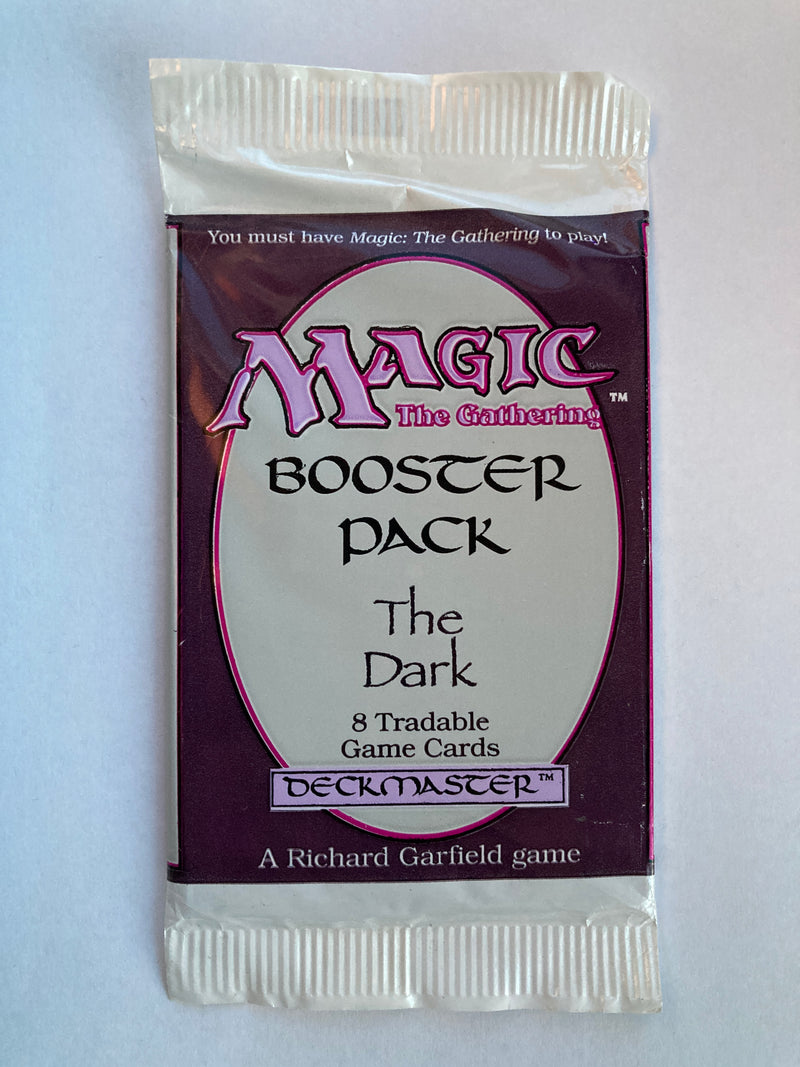 You must have Magic: The Gathering to play!
MAGIC
The Gathering™
BOOSTER
PACK
The
Dark
8 Tradable
Game Cards
DECKMASTER™
A Richard Garfield game